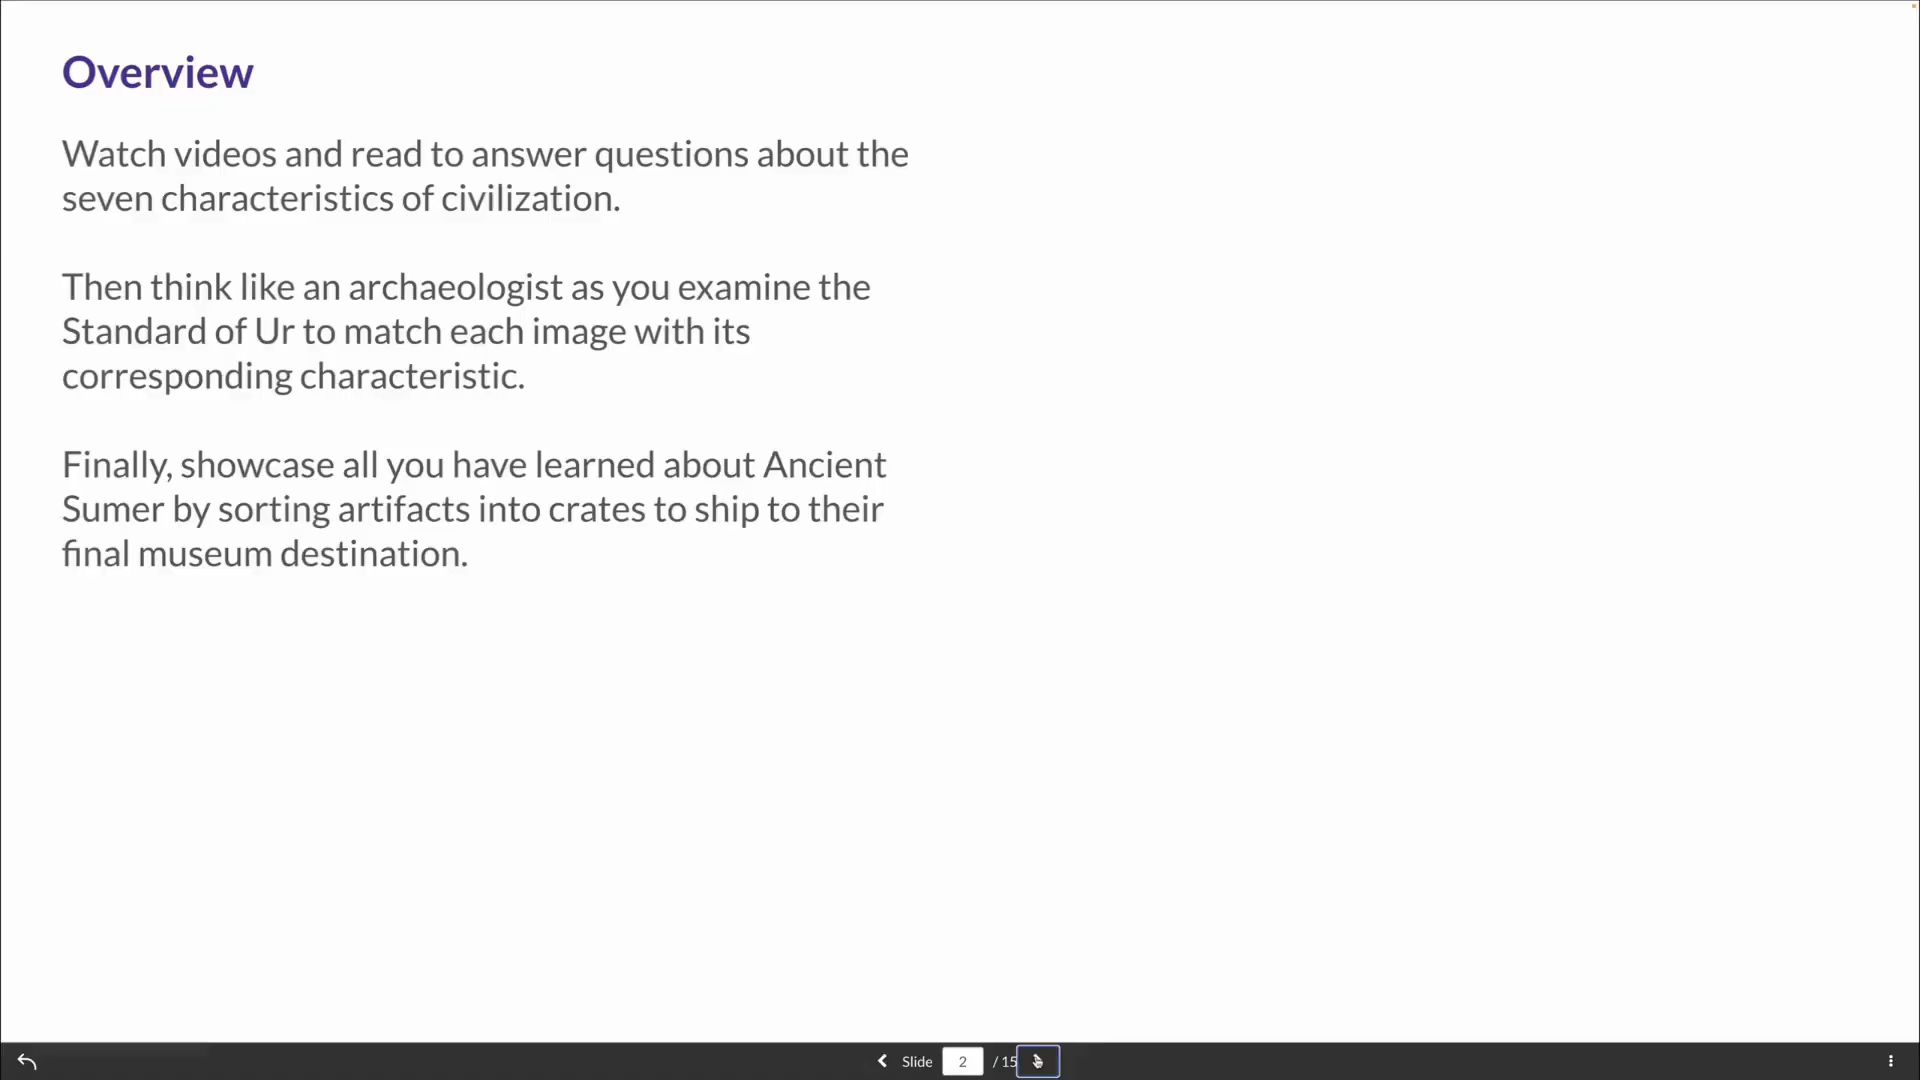 Overview
Watch videos and read to answer questions about the
seven characteristics of civilization.
Then think like an archaeologist as you examine the
Standard of Ur to match each image with its
corresponding characteristic.
Finally, showcase all you have learned about Ancient
Sumer by sorting artifacts into crates to ship to their
final museum destination.
Slide 2 / 15